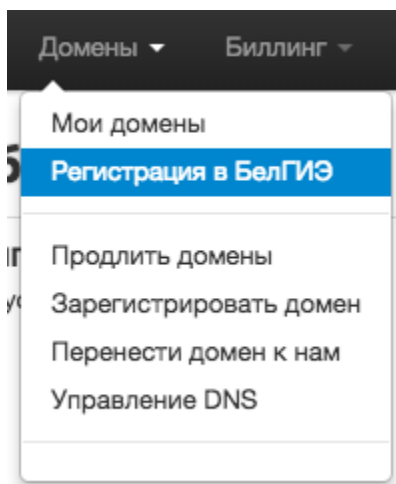 Домены Биллинг
Мои домены
Регистрация в БелГИЭ
Продлить домены
Зарегистрировать домен
Перенести домен к нам
Управление DNS